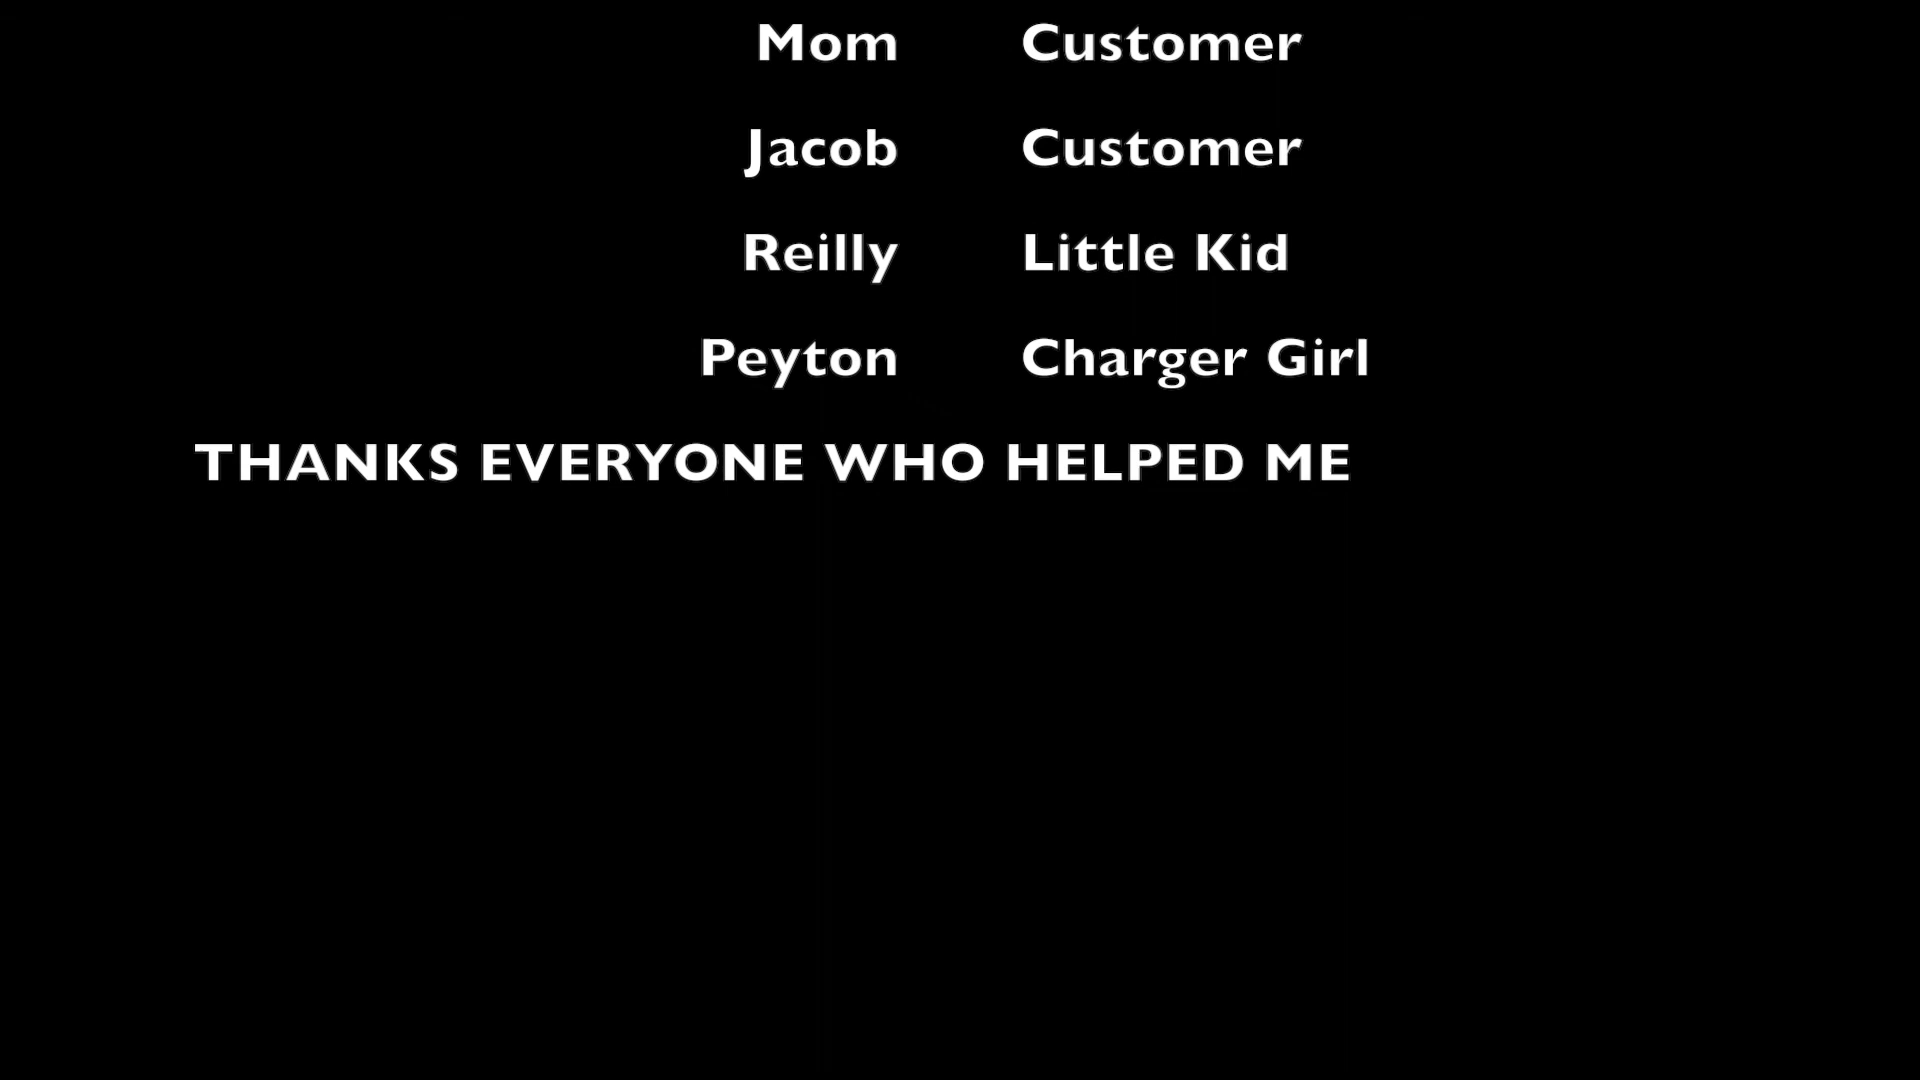 Mom Customer
Jacob Customer
Reilly Little Kid
Peyton Charger Girl
THANKS EVERYONE WHO HELPED ME